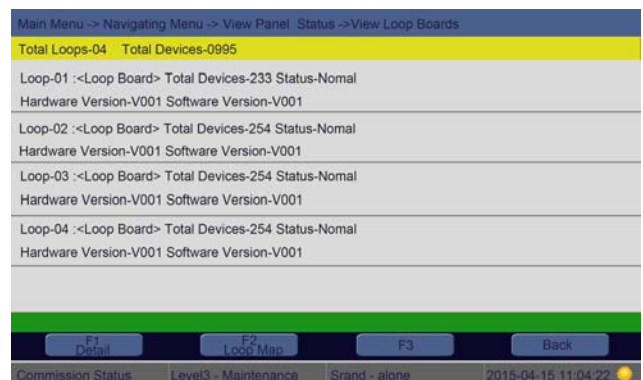 Main Menu -> Navigating Menu -> View Panel Status ->View Loop Boards
Total Loops-04 Total Devices-0995
Loop-01 :<Loop Board> Total Devices-233 Status-Nomal
Hardware Version-V001 Software Version-V001
Loop-02 :<Loop Board> Total Devices-254 Status-Nomal
Hardware Version-V001 Software Version-V001
Loop-03 :<Loop Board> Total Devices-254 Status-Nomal
Hardware Version-V001 Software Version-V001
Loop-04 :<Loop Board> Total Devices-254 Status-Nomal
Hardware Version-V001 Software Version-V001
F1 F2 F3 Back
Detail Loop Map
Commission Status Level3 - Maintenance Srand - alone 2015-04-15 11:04:22